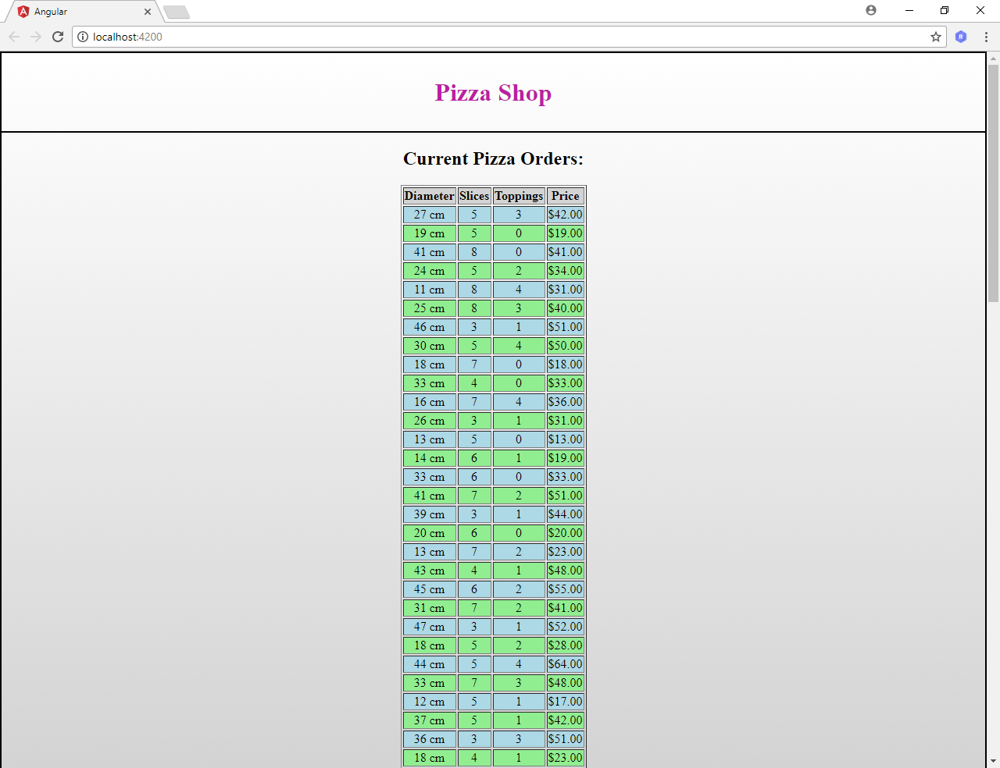 Angular
localhost:4200
Pizza Shop
Current Pizza Orders:
Diameter Slices Toppings Price
27 cm 5 3 $42.00
19 cm 5 0 $19.00
41 cm 8 0 $41.00
24 cm 5 2 $34.00
11 cm 8 4 $31.00
25 cm 8 3 $40.00
46 cm 3 1 $51.00
30 cm 5 4 $50.00
18 cm 7 0 $18.00
33 cm 4 0 $33.00
16 cm 7 4 $36.00
26 cm 3 1 $31.00
13 cm 5 0 $13.00
14 cm 6 1 $19.00
33 cm 6 0 $33.00
41 cm 7 2 $51.00
39 cm 3 1 $44.00
20 cm 6 0 $20.00
13 cm 7 2 $23.00
43 cm 4 1 $48.00
45 cm 6 2 $55.00
31 cm 7 2 $41.00
47 cm 3 1 $52.00
18 cm 5 2 $28.00
44 cm 5 4 $64.00
33 cm 7 3 $48.00
12 cm 5 1 $17.00
37 cm 5 1 $42.00
36 cm 3 3 $51.00
18 cm 4 1 $23.00